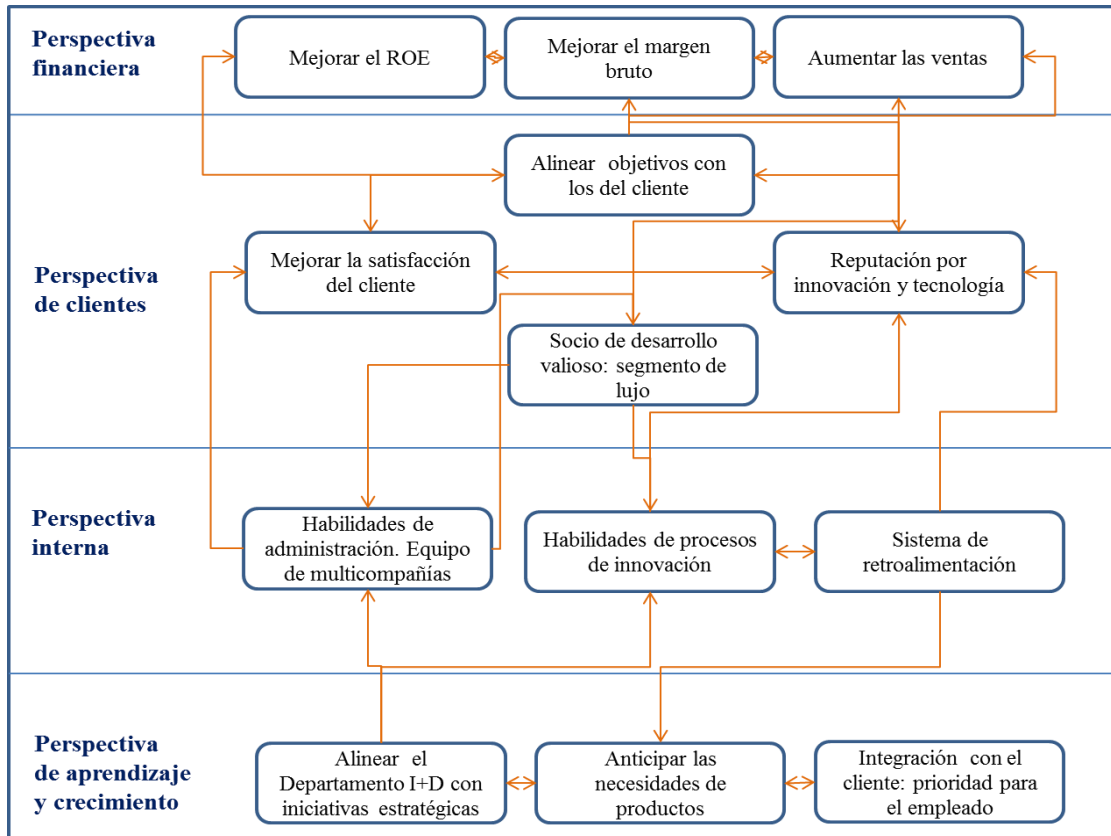 Perspectiva
financiera
Mejorar el ROE
Mejorar el margen
bruto
Aumentar las ventas
Alinear objetivos con
los del cliente
Perspectiva
de clientes
Mejorar la satisfacción
del cliente
Reputación por
innovación y tecnología
Socio de desarrollo
valioso: segmento de
lujo
Perspectiva
interna
Habilidades de
administración. Equipo
de multicompañías
Habilidades de procesos
de innovación
Sistema de
retroalimentación
Perspectiva
de aprendizaje
y crecimiento
Alinear el
Departamento I+D con
iniciativas estratégicas
Anticipar las
necesidades de
productos
Integración con el
cliente: prioridad para
el empleado